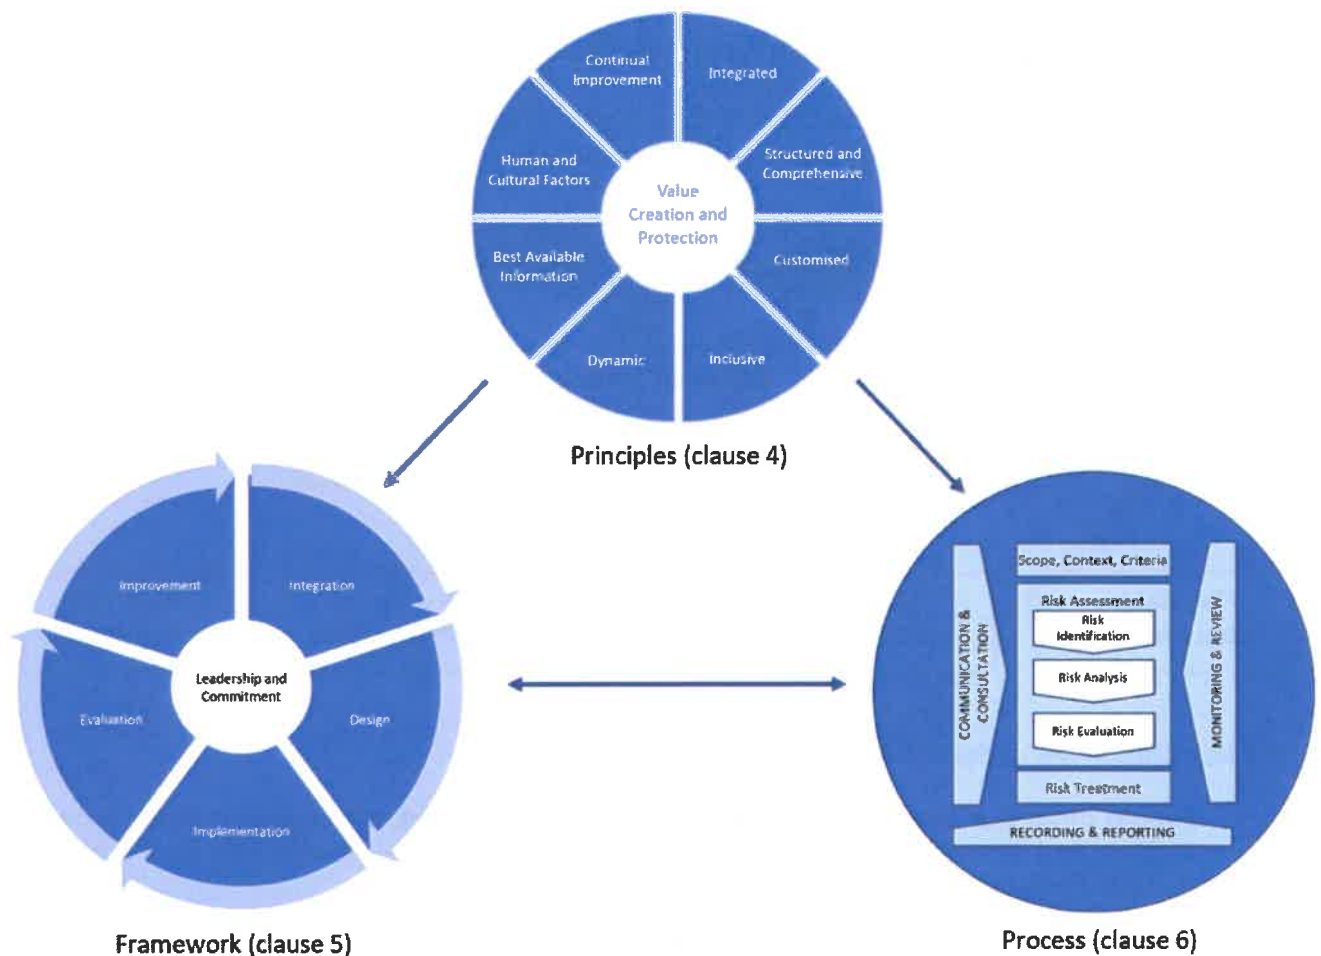 Continual
Improvement
Integrated
Structured and
Comprehensive
Customised
Inclusive
Dynamic
Best Available
Information
Human and
Cultural Factors
Value
Creation and
Protection
Principles (clause 4)
Improvement
Integration
Design
Implementation
Evaluation
Leadership and
Commitment
Framework (clause 5)
COMMUNICATION &
CONSULTATION
Scope, Context, Criteria
Risk Assessment
Risk
Identification
Risk Analysis
Risk Evaluation
Risk Treatment
MONITORING & REVIEW
RECORDING & REPORTING
Process (clause 6)